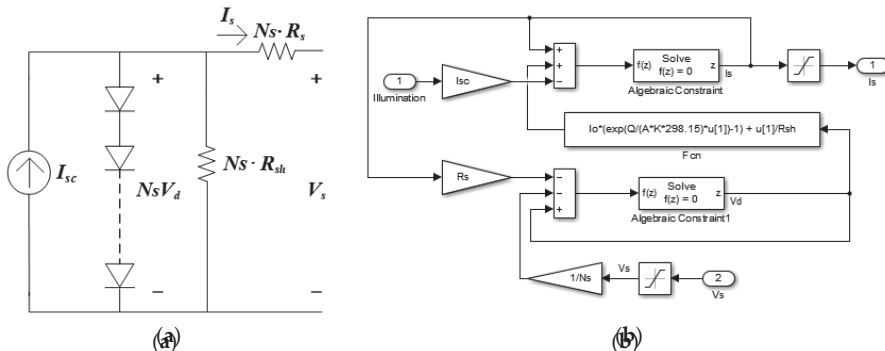 I_s
Ns·R_s
+
+
I_sc
NsV_d
Ns·R_sh
V_s
−
−
(a)
1
Illumination
Isc
+
+
−
f(z)
Solve
f(z) = 0
z
Algebraic Constraint
Is
1
Is
Io*(exp(Q/(A*K*298.15)*u[1])-1) + u[1]/Rsh
Fcn
Rs
−
−
+
f(z)
Solve
f(z) = 0
z
Algebraic Constraint1
Vd
1/Ns
Vs
2
Vs
(b)